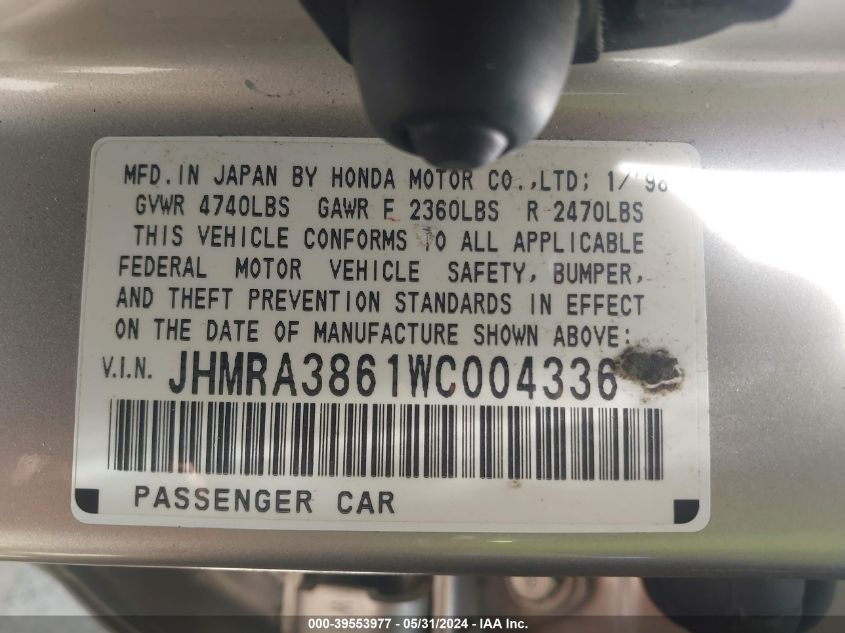 MFD. IN JAPAN BY HONDA MOTOR CO.,LTD; 1/'98
GVWR 4740LBS GAWR F 2360LBS R 2470LBS
THIS VEHICLE CONFORMS TO ALL APPLICABLE
FEDERAL MOTOR VEHICLE SAFETY, BUMPER,
AND THEFT PREVENTION STANDARDS IN EFFECT
ON THE DATE OF MANUFACTURE SHOWN ABOVE:
V.I.N. JHMRA3861WC004336
PASSENGER CAR
000-39553977 / 05/31/2024 - IAA Inc.